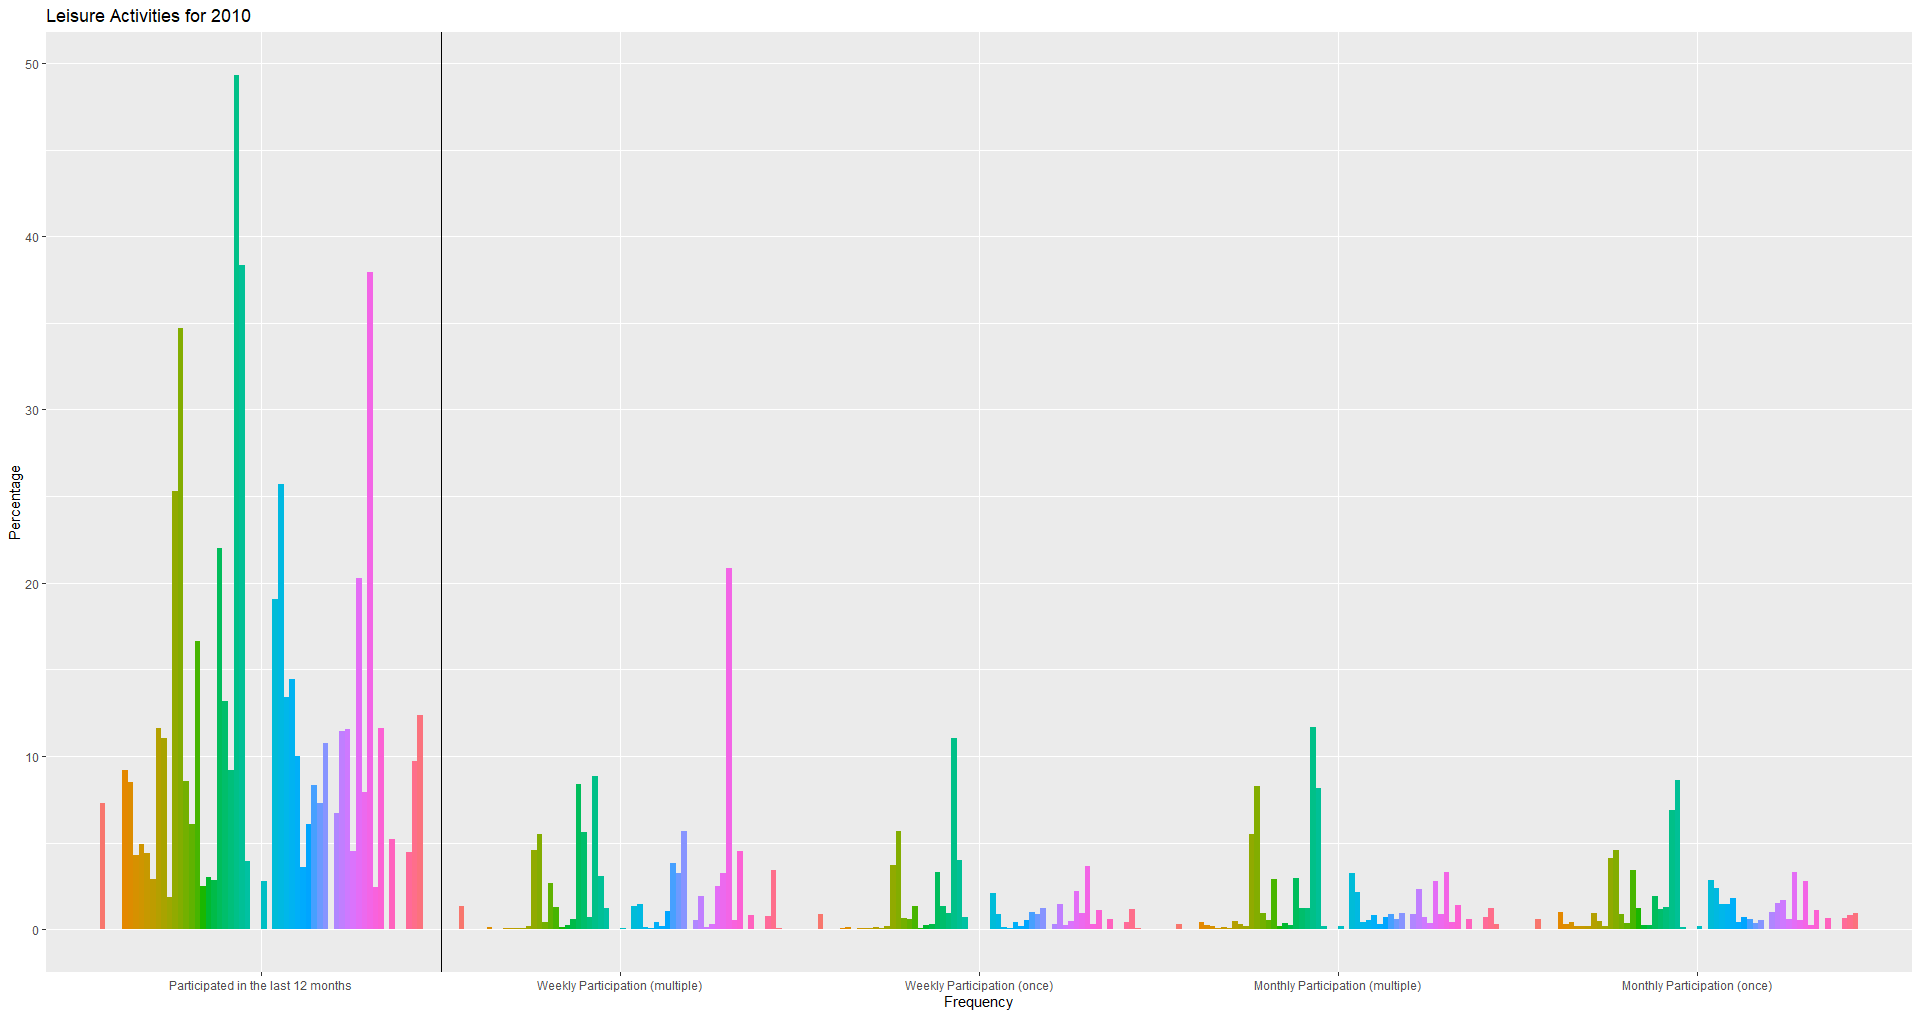 Leisure Activities for 2010
50
40
30
20
10
0
Percentage
Participated in the last 12 months
Weekly Participation (multiple)
Weekly Participation (once)
Monthly Participation (multiple)
Monthly Participation (once)
Frequency